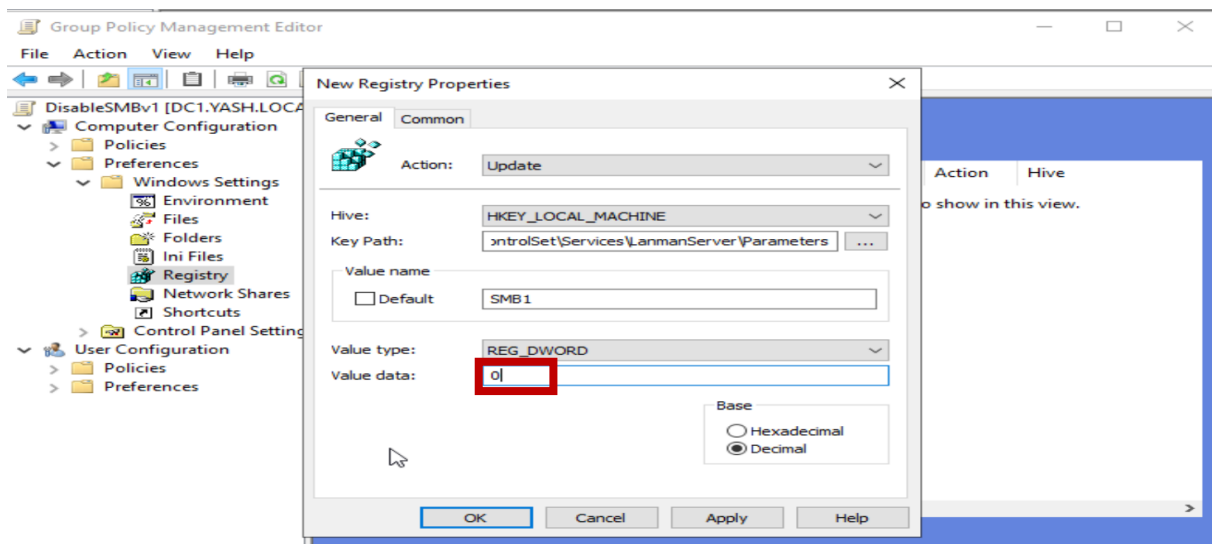 Group Policy Management Editor
File Action View Help
DisableSMBv1 [DC1.YASH.LOCA
Computer Configuration
Policies
Preferences
Windows Settings
Environment
Files
Folders
Ini Files
Registry
Network Shares
Shortcuts
Control Panel Setting
User Configuration
Policies
Preferences
New Registry Properties
General Common
Action: Update
Hive: HKEY_LOCAL_MACHINE
Key Path: ontrolSet\Services\LanmanServer\Parameters ...
Value name
Default SMB1
Value type: REG_DWORD
Value data: 0
Base
Hexadecimal
Decimal
OK Cancel Apply Help
Action Hive
o show in this view.